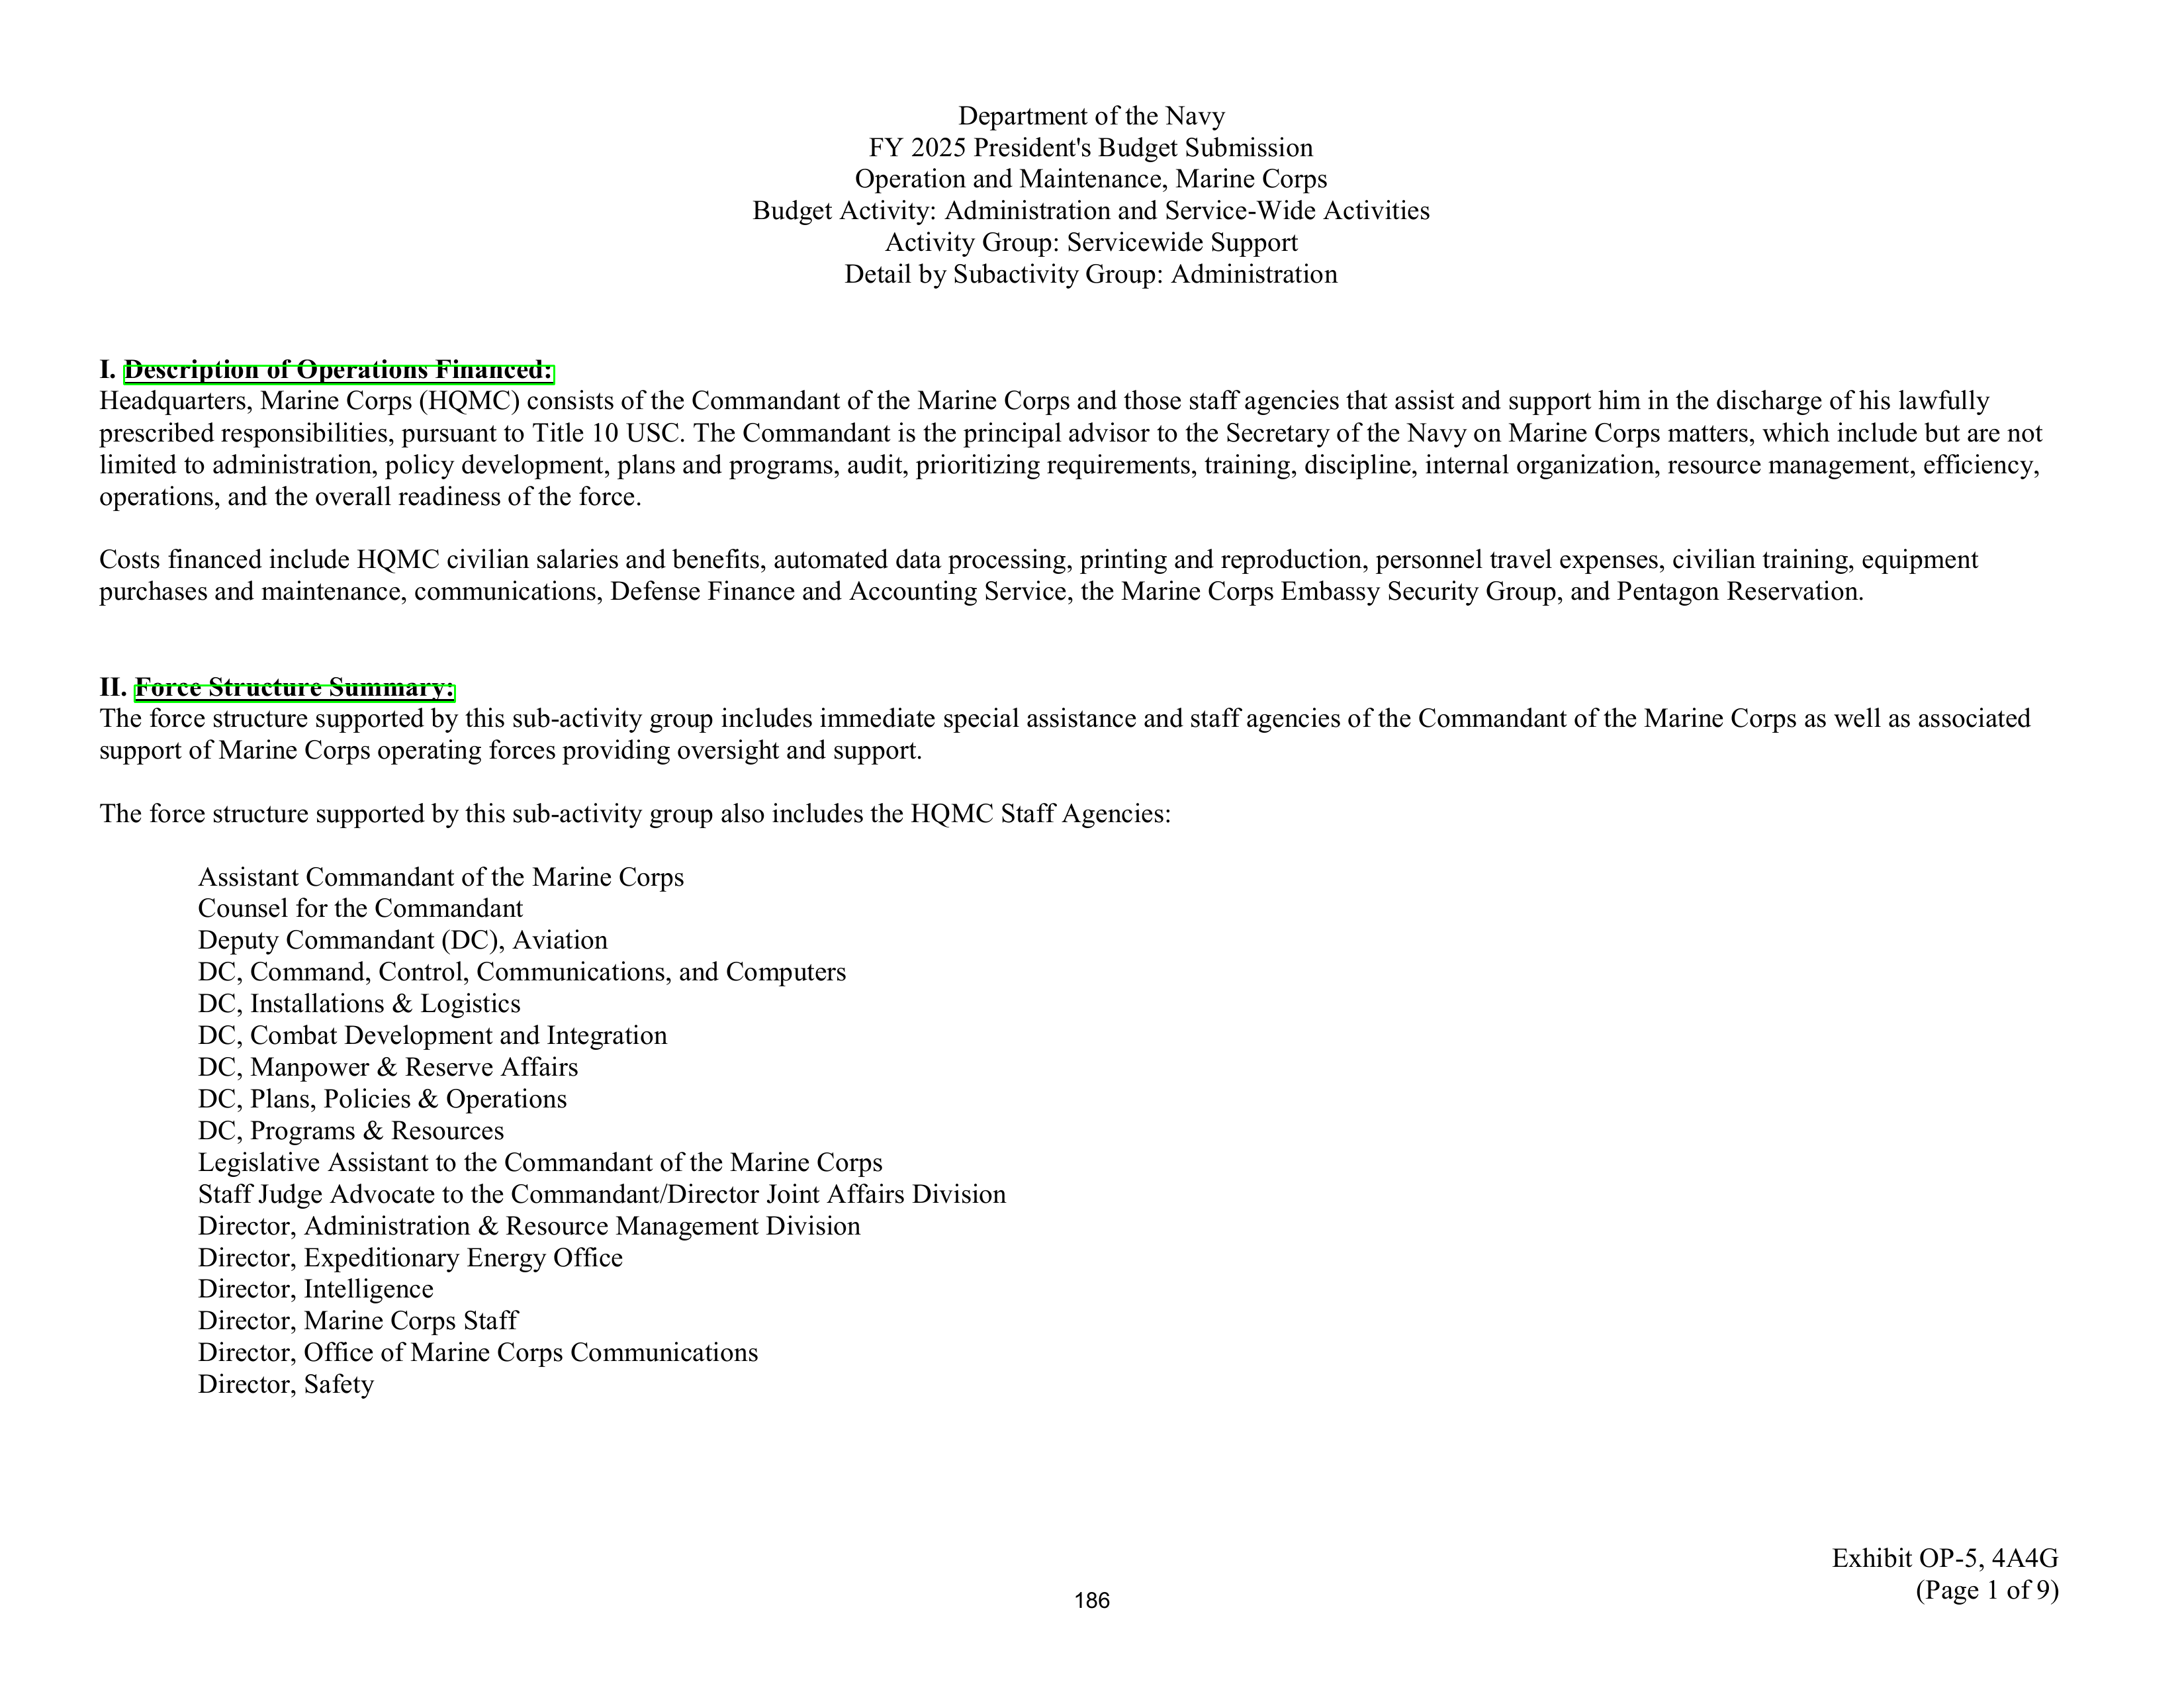 Department of the Navy
FY 2025 President's Budget Submission
Operation and Maintenance, Marine Corps
Budget Activity: Administration and Service-Wide Activities
Activity Group: Servicewide Support
Detail by Subactivity Group: Administration
I. Description of Operations Financed:
Headquarters, Marine Corps (HQMC) consists of the Commandant of the Marine Corps and those staff agencies that assist and support him in the discharge of his lawfully
prescribed responsibilities, pursuant to Title 10 USC. The Commandant is the principal advisor to the Secretary of the Navy on Marine Corps matters, which include but are not
limited to administration, policy development, plans and programs, audit, prioritizing requirements, training, discipline, internal organization, resource management, efficiency,
operations, and the overall readiness of the force.
Costs financed include HQMC civilian salaries and benefits, automated data processing, printing and reproduction, personnel travel expenses, civilian training, equipment
purchases and maintenance, communications, Defense Finance and Accounting Service, the Marine Corps Embassy Security Group, and Pentagon Reservation.
II. Force Structure Summary:
The force structure supported by this sub-activity group includes immediate special assistance and staff agencies of the Commandant of the Marine Corps as well as associated
support of Marine Corps operating forces providing oversight and support.
The force structure supported by this sub-activity group also includes the HQMC Staff Agencies:
Assistant Commandant of the Marine Corps
Counsel for the Commandant
Deputy Commandant (DC), Aviation
DC, Command, Control, Communications, and Computers
DC, Installations & Logistics
DC, Combat Development and Integration
DC, Manpower & Reserve Affairs
DC, Plans, Policies & Operations
DC, Programs & Resources
Legislative Assistant to the Commandant of the Marine Corps
Staff Judge Advocate to the Commandant/Director Joint Affairs Division
Director, Administration & Resource Management Division
Director, Expeditionary Energy Office
Director, Intelligence
Director, Marine Corps Staff
Director, Office of Marine Corps Communications
Director, Safety
Exhibit OP-5, 4A4G
(Page 1 of 9)
186